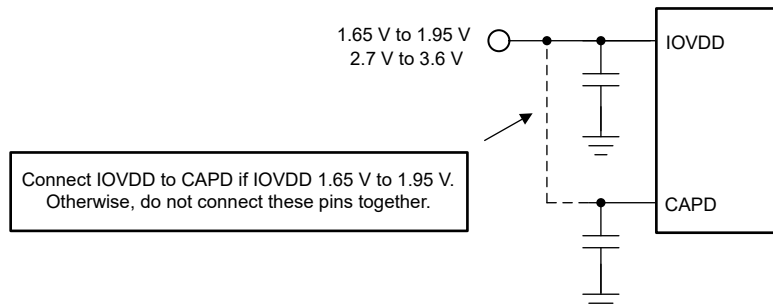 1.65 V to 1.95 V
2.7 V to 3.6 V
IOVDD
Connect IOVDD to CAPD if IOVDD 1.65 V to 1.95 V.
Otherwise, do not connect these pins together.
CAPD